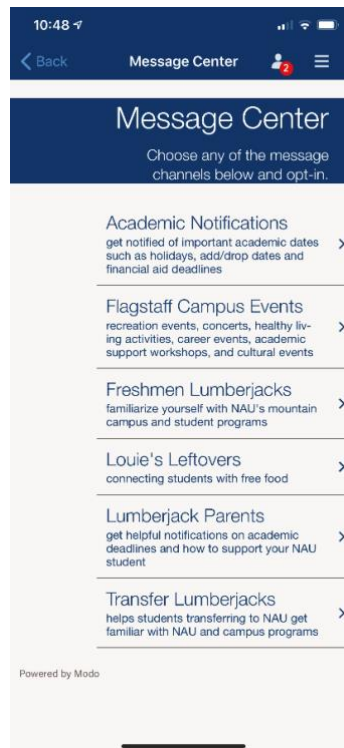 10:48
Back
Message Center
2
Message Center
Choose any of the message
channels below and opt-in.
Academic Notifications
get notified of important academic dates
such as holidays, add/drop dates and
financial aid deadlines
Flagstaff Campus Events
recreation events, concerts, healthy liv-
ing activities, career events, academic
support workshops, and cultural events
Freshmen Lumberjacks
familiarize yourself with NAU's mountain
campus and student programs
Louie's Leftovers
connecting students with free food
Lumberjack Parents
get helpful notifications on academic
deadlines and how to support your NAU
student
Transfer Lumberjacks
helps students transferring to NAU get
familiar with NAU and campus programs
Powered by Modo